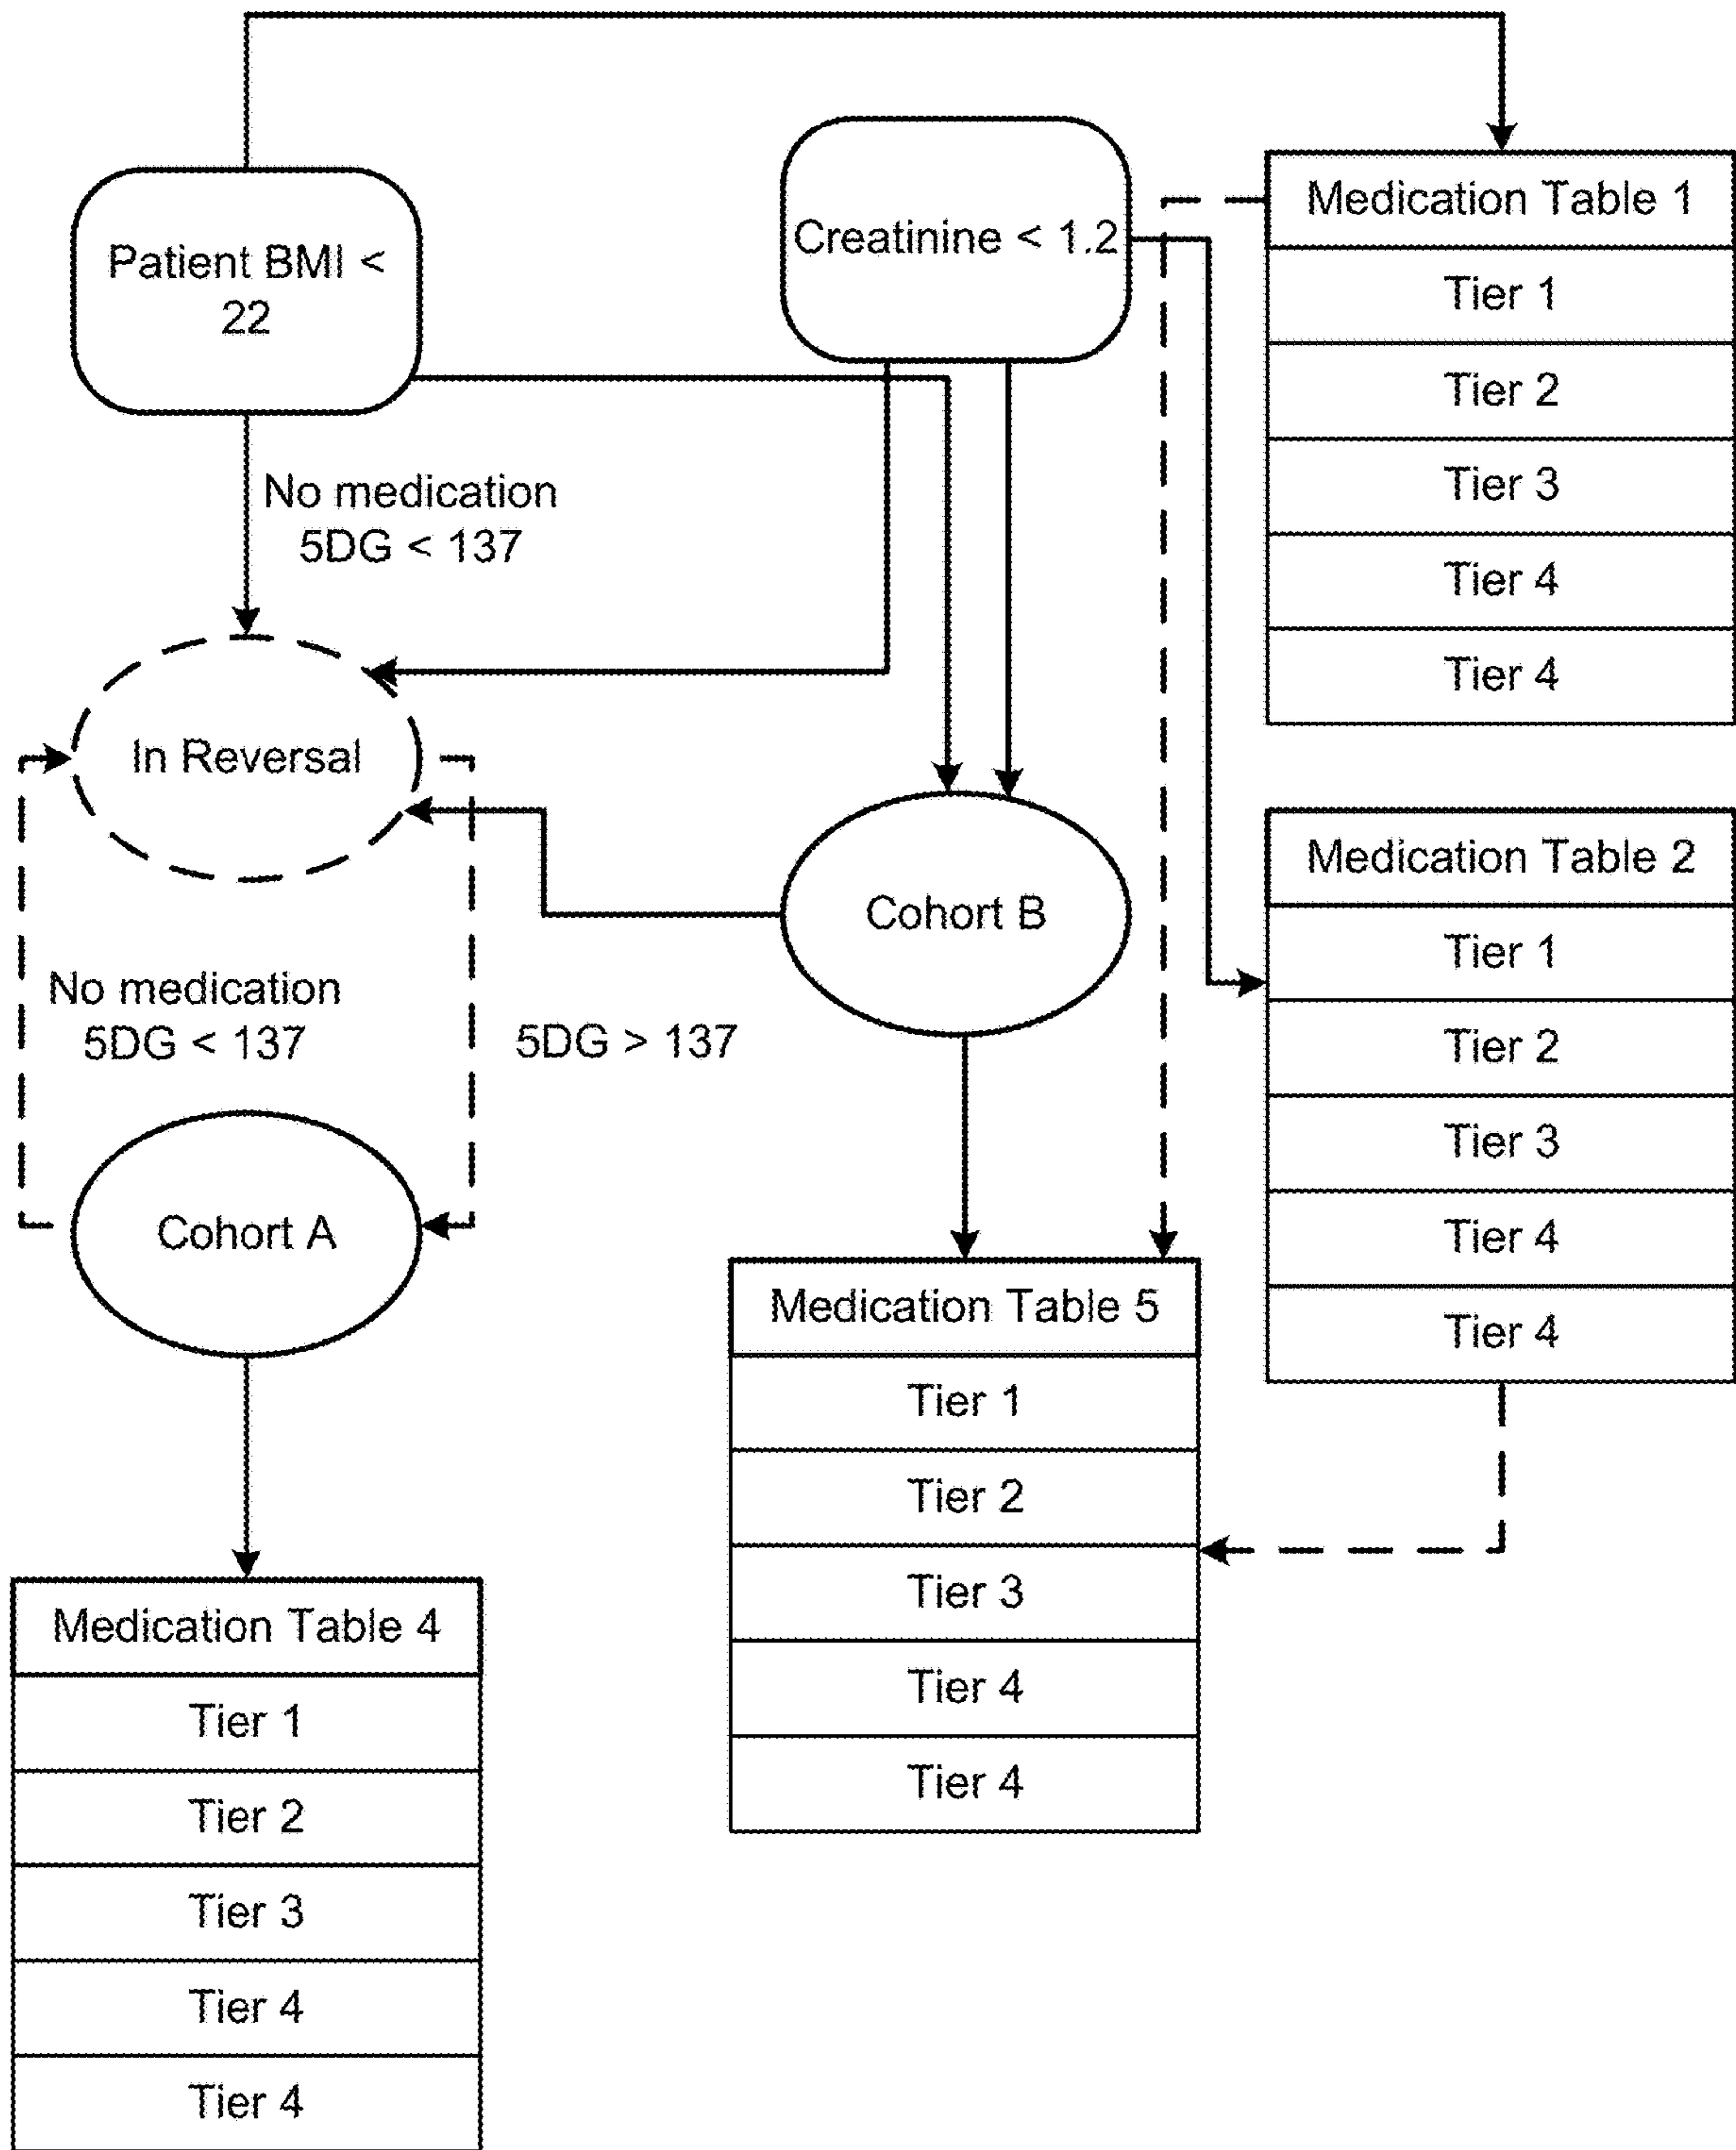 Patient BMI <
22
Creatinine < 1.2
Medication Table 1
Tier 1
Tier 2
Tier 3
Tier 4
Tier 4
No medication
5DG < 137
In Reversal
Cohort B
Medication Table 2
Tier 1
Tier 2
Tier 3
Tier 4
Tier 4
No medication
5DG < 137
5DG > 137
Cohort A
Medication Table 5
Tier 1
Tier 2
Tier 3
Tier 4
Tier 4
Medication Table 4
Tier 1
Tier 2
Tier 3
Tier 4
Tier 4